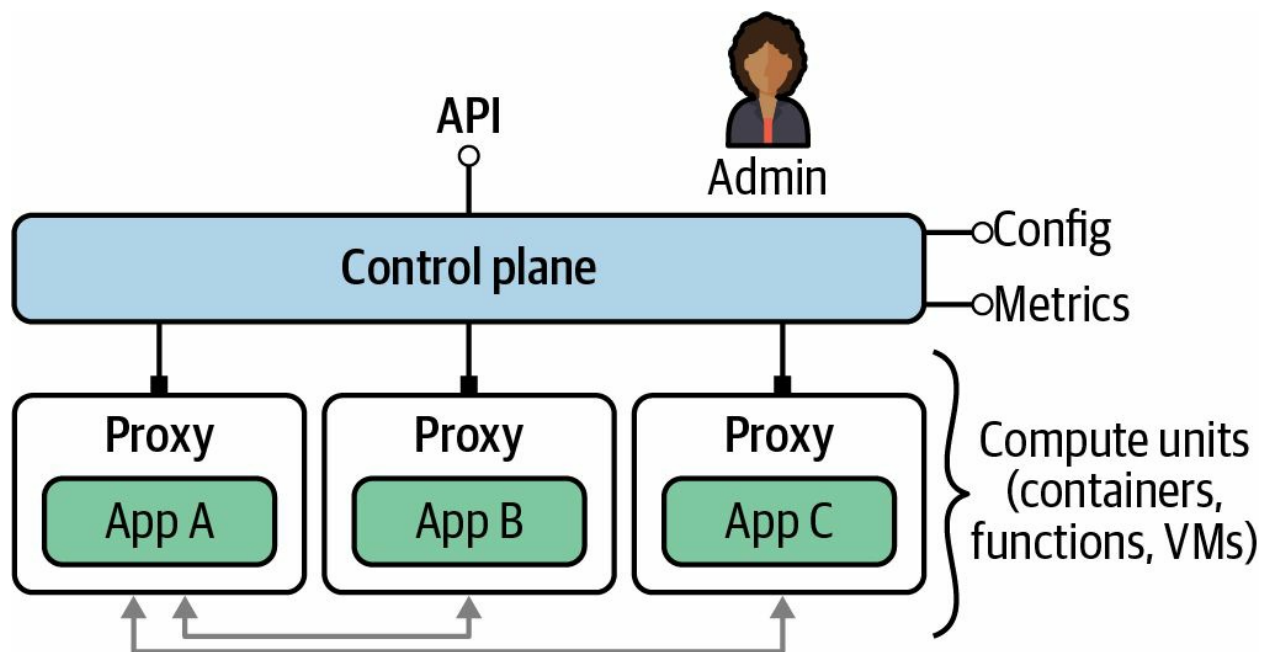 API
Admin
Control plane
Config
Metrics
Proxy
Proxy
Proxy
App A
App B
App C
Compute units
(containers,
functions, VMs)